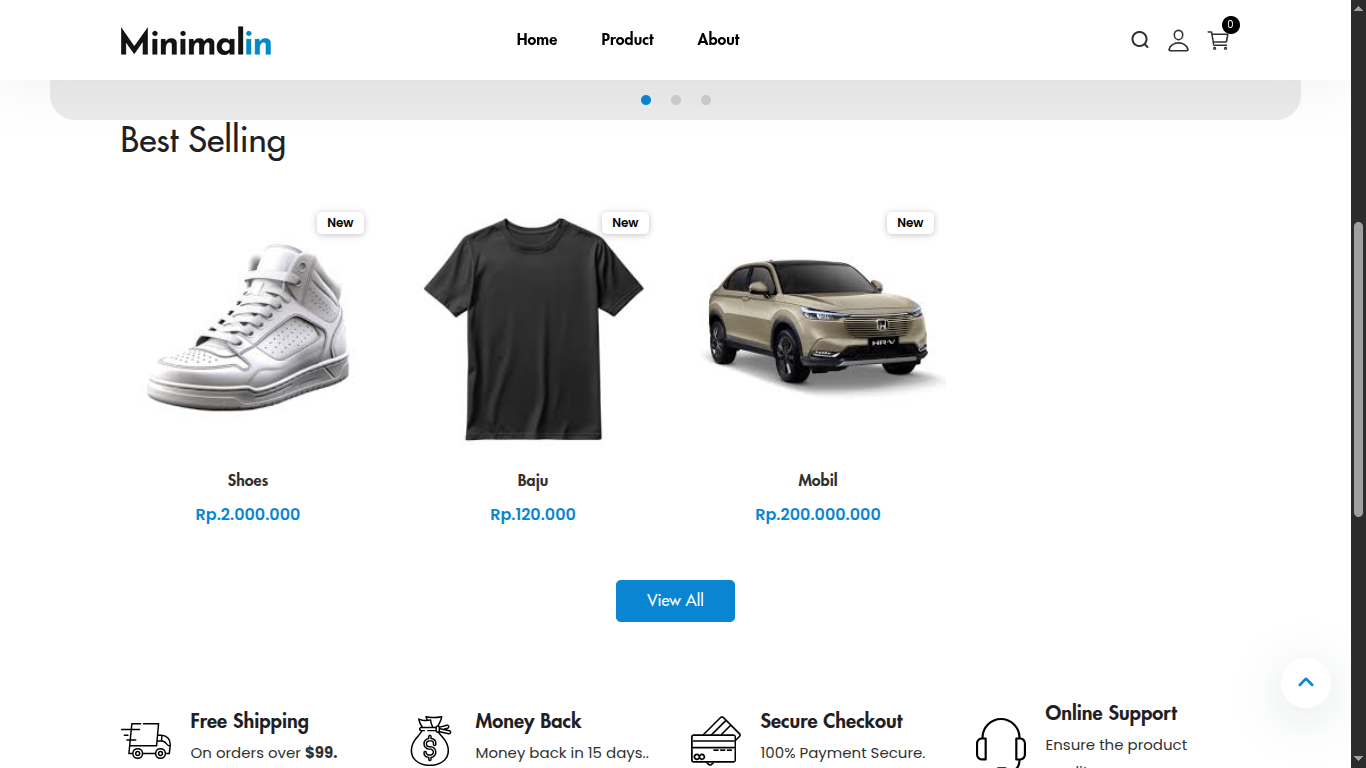 Minimalin
Home Product About
0
Best Selling
New New New
HR-V
Shoes Baju Mobil
Rp.2.000.000 Rp.120.000 Rp.200.000.000
View All
Free Shipping Money Back Secure Checkout Online Support
On orders over $99. Money back in 15 days.. 100% Payment Secure. Ensure the product